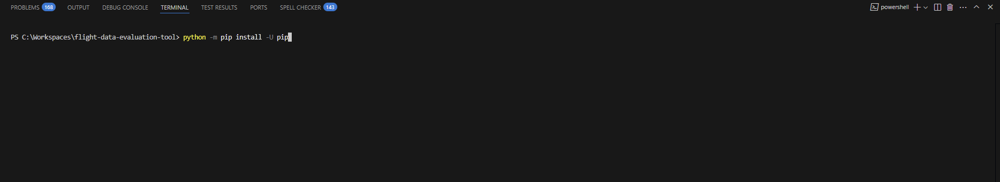 PROBLEMS 168 OUTPUT DEBUG CONSOLE TERMINAL TEST RESULTS PORTS SPELL CHECKER 143 powershell
PS C:\Workspaces\flight-data-evaluation-tool> python -m pip install -U pip